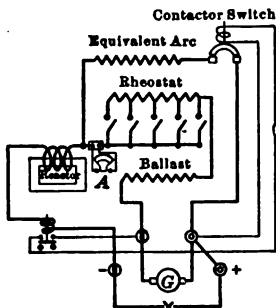 Contactor Switch
Equivalent Arc
Rheostat
Reactor
A
Ballast
- G +